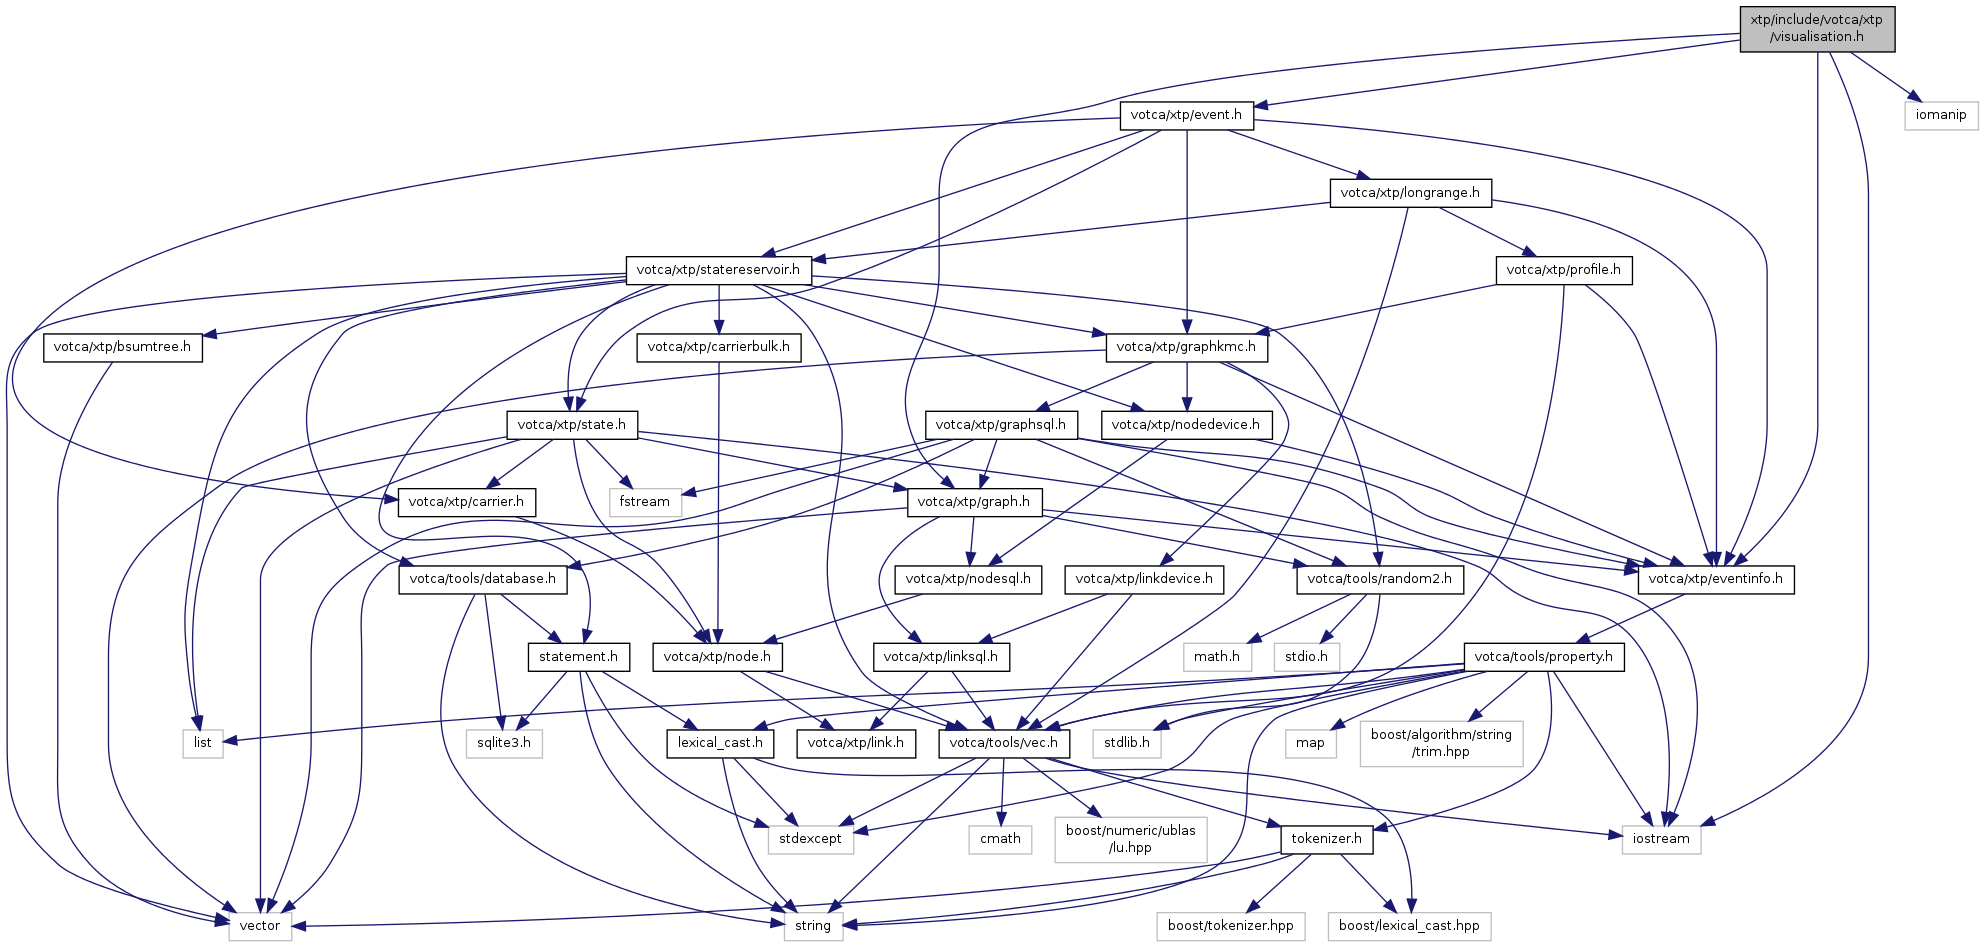 xtp/include/votca/xtp
/visualisation.h
votca/xtp/event.h
iomanip
votca/xtp/longrange.h
votca/xtp/statereservoir.h
votca/xtp/profile.h
votca/xtp/bsumtree.h
votca/xtp/carrierbulk.h
votca/xtp/graphkmc.h
votca/xtp/state.h
votca/xtp/graphsql.h
votca/xtp/nodedevice.h
votca/xtp/carrier.h
fstream
votca/xtp/graph.h
votca/tools/database.h
votca/xtp/nodesql.h
votca/xtp/linkdevice.h
votca/tools/random2.h
votca/xtp/eventinfo.h
statement.h
votca/xtp/node.h
votca/xtp/linksql.h
math.h
stdio.h
votca/tools/property.h
list
sqlite3.h
lexical_cast.h
votca/xtp/link.h
votca/tools/vec.h
stdlib.h
map
boost/algorithm/string
/trim.hpp
stdexcept
cmath
boost/numeric/ublas
/lu.hpp
tokenizer.h
iostream
vector
string
boost/tokenizer.hpp
boost/lexical_cast.hpp